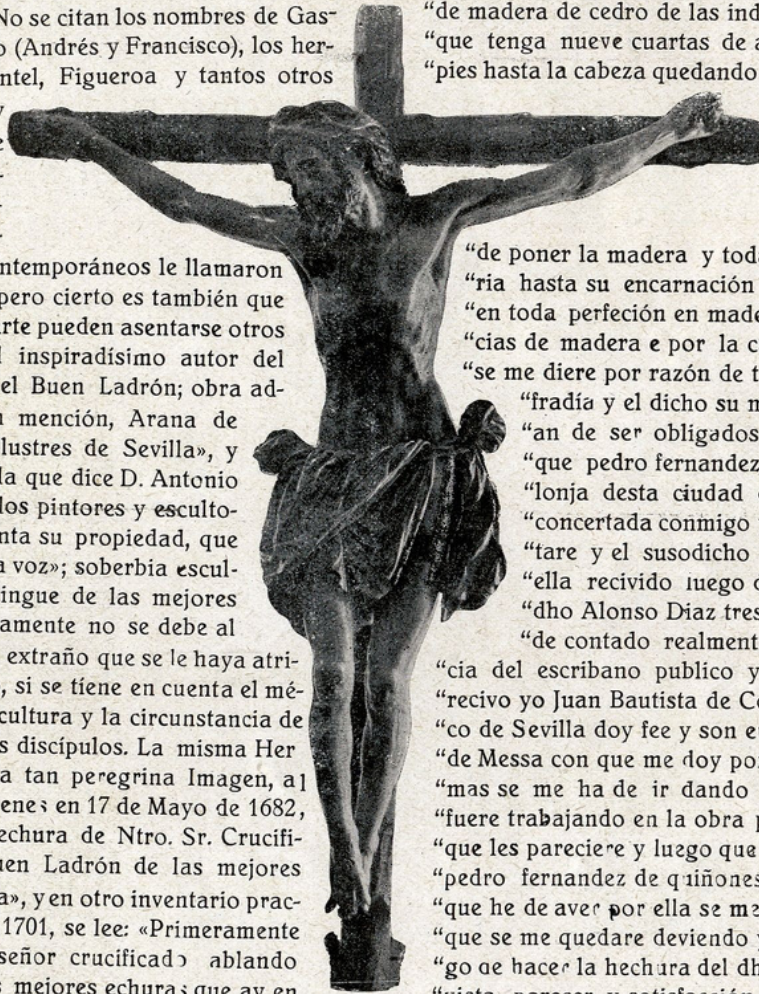 No se citan los nombres de Gas-
o (Andrés y Francisco), los her-
ntel, Figueroa y tantos otros
ntemporáneos le llamaron
pero cierto es también que
arte pueden asentarse otros
l inspiradísimo autor del
el Buen Ladrón; obra ad-
mención, Arana de
lustres de Sevilla», y
la que dice D. Antonio
los pintores y esculto-
nta su propiedad, que
a voz»; soberbia escul-
ingue de las mejores
amente no se debe al
extraño que se le haya atri-
, si se tiene en cuenta el mé-
cultura y la circunstancia de
s discípulos. La misma Her
a tan peregrina Imagen, al
enes en 17 de Mayo de 1682,
echura de Ntro. Sr. Crucifi-
uen Ladrón de las mejores
a», y en otro inventario prac-
1701, se lee: «Primeramente
señor crucificado ablando
s mejores echuras que ay en
“de madera de cedro de las ind
“que tenga nueve cuartas de a
“pies hasta la cabeza quedando
“de poner la madera y toda
“ria hasta su encarnación
“en toda perfeción en made
“cias de madera e por la c
“se me diere por razón de t
“fradía y el dicho su m
“an de ser obligados
“que pedro fernandez
“lonja desta ciudad
“concertada conmigo
“tare y el susodicho
“ella recivido luego
“dho Alonso Diaz tres
“de contado realment
“cia del escribano publico y
“recivo yo Juan Bautista de Co
“co de Sevilla doy fee y son e
“de Messa con que me doy po
“mas se me ha de ir dando
“fuere trabajando en la obra p
“que les pareciere y luego que
“pedro fernandez de quiñones
“que he de aver por ella se ma
“que se me quedare deviendo y
“go de hacer la hechura del dh